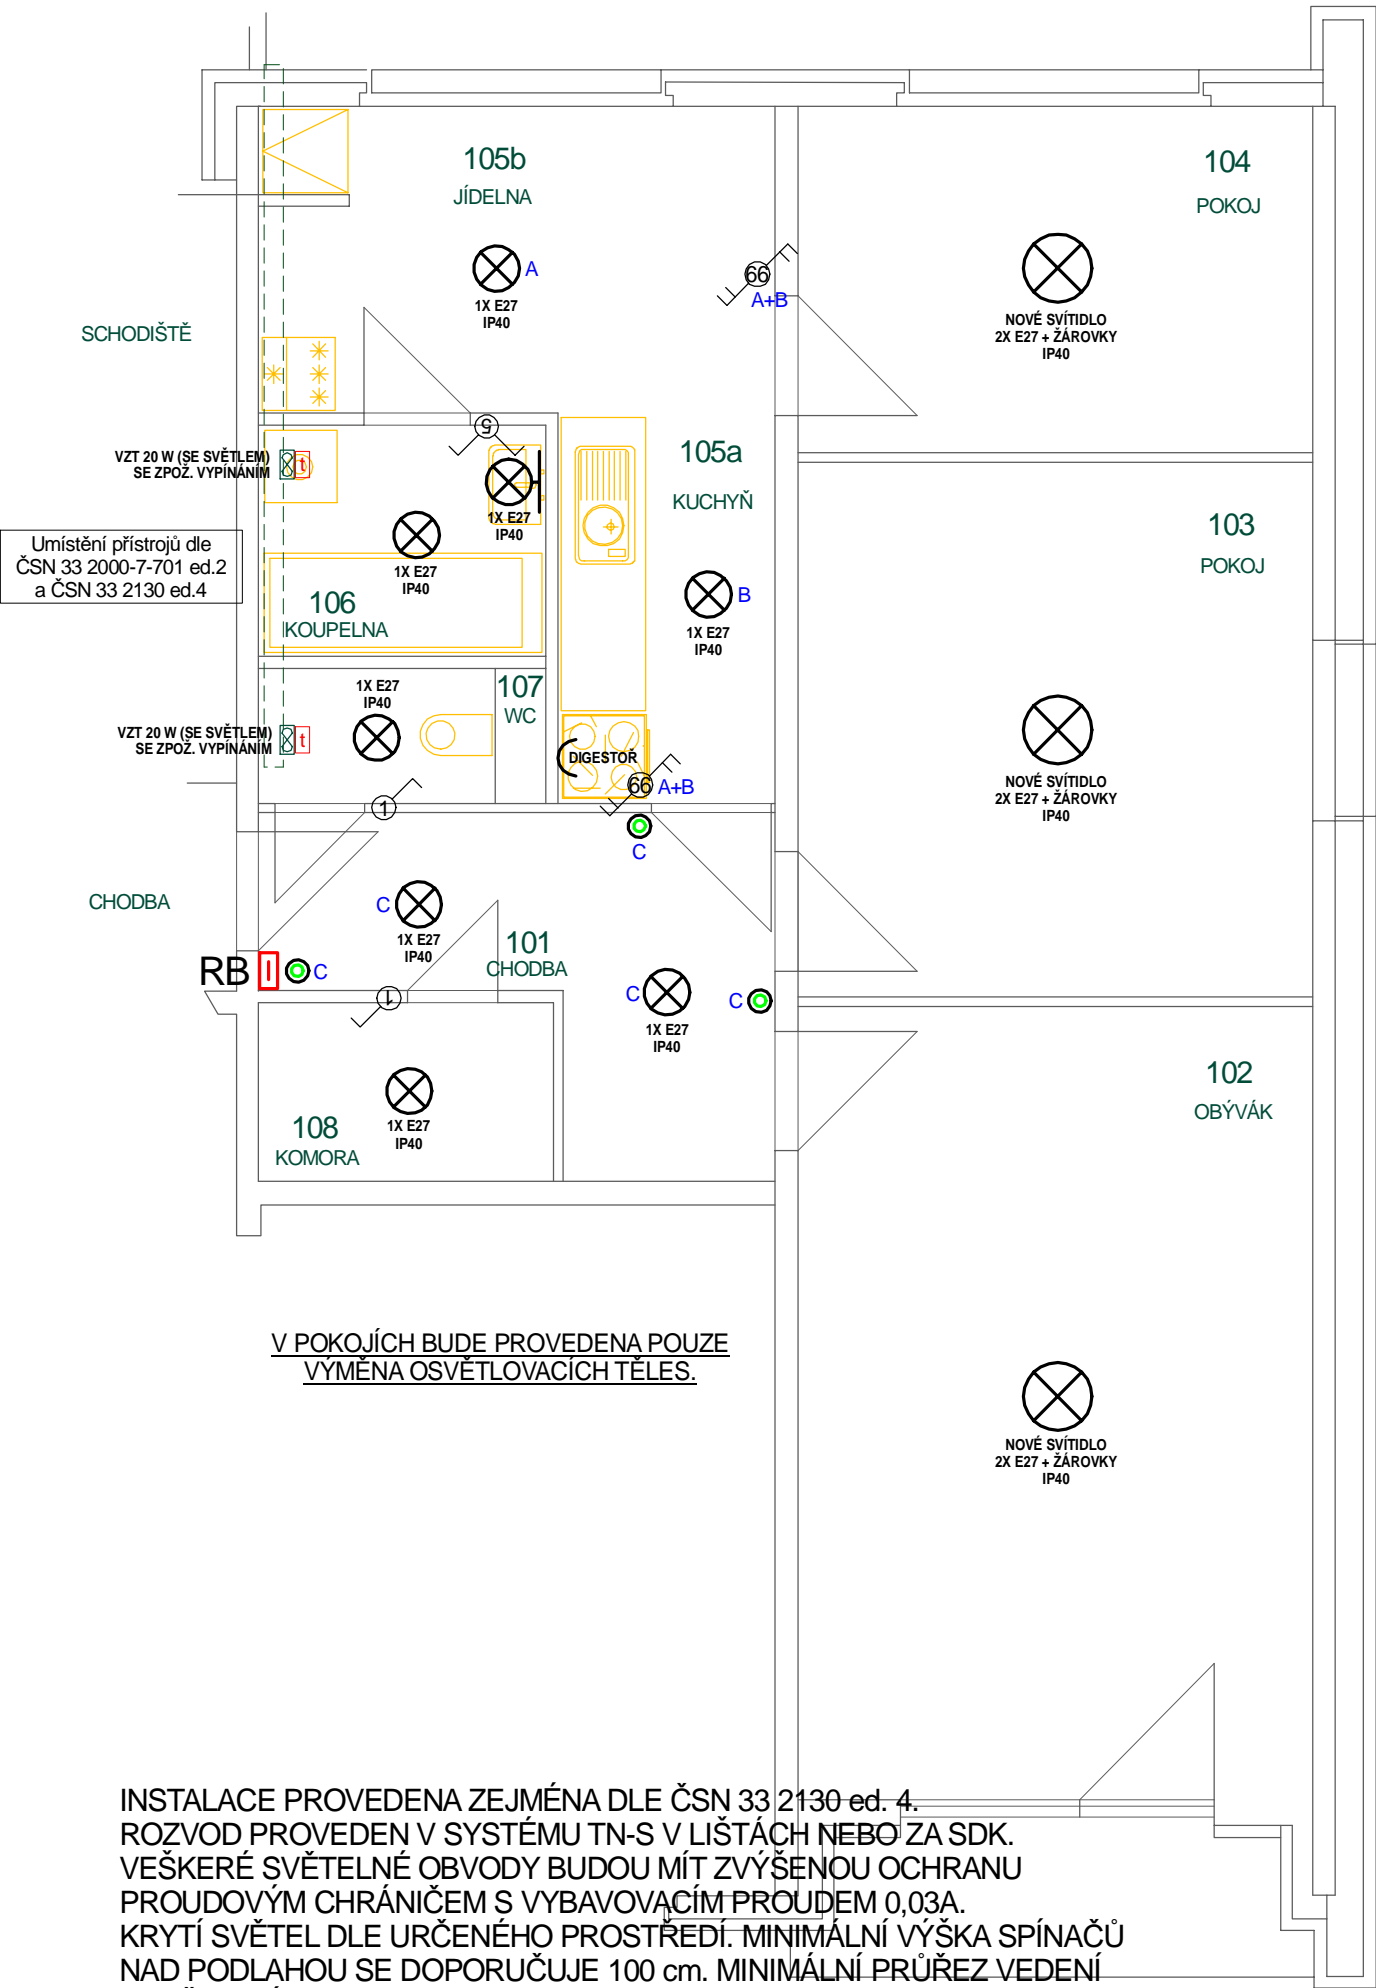 105b
JÍDELNA
104
POKOJ
A
1X E27
IP40
66
A+B
NOVÉ SVÍTIDLO
2X E27 + ŽÁROVKY
IP40
SCHODIŠTĚ
5
105a
KUCHYŇ
VZT 20 W (SE SVĚTLEM)
SE ZPOŽ. VYPÍNÁNÍM
t
1X E27
IP40
103
POKOJ
Umístění přístrojů dle
ČSN 33 2000-7-701 ed.2
a ČSN 33 2130 ed.4
1X E27
IP40
106
KOUPELNA
B
1X E27
IP40
1X E27
IP40
107
WC
VZT 20 W (SE SVĚTLEM)
SE ZPOŽ. VYPÍNÁNÍM
t
DIGESTOŘ
66
A+B
NOVÉ SVÍTIDLO
2X E27 + ŽÁROVKY
IP40
1
C
CHODBA
C
1X E27
IP40
101
CHODBA
RB
C
C
1X E27
IP40
C
1
1X E27
IP40
108
KOMORA
102
OBÝVÁK
V POKOJÍCH BUDE PROVEDENA POUZE
VÝMĚNA OSVĚTLOVACÍCH TĚLES.
NOVÉ SVÍTIDLO
2X E27 + ŽÁROVKY
IP40
INSTALACE PROVEDENA ZEJMÉNA DLE ČSN 33 2130 ed. 4.
ROZVOD PROVEDEN V SYSTÉMU TN-S V LIŠTÁCH NEBO ZA SDK.
VEŠKERÉ SVĚTELNÉ OBVODY BUDOU MÍT ZVÝŠENOU OCHRANU
PROUDOVÝM CHRÁNIČEM S VYBAVOVACÍM PROUDEM 0,03A.
KRYTÍ SVĚTEL DLE URČENÉHO PROSTŘEDÍ. MINIMÁLNÍ VÝŠKA SPÍNAČŮ
NAD PODLAHOU SE DOPORUČUJE 100 cm. MINIMÁLNÍ PRŮŘEZ VEDENÍ